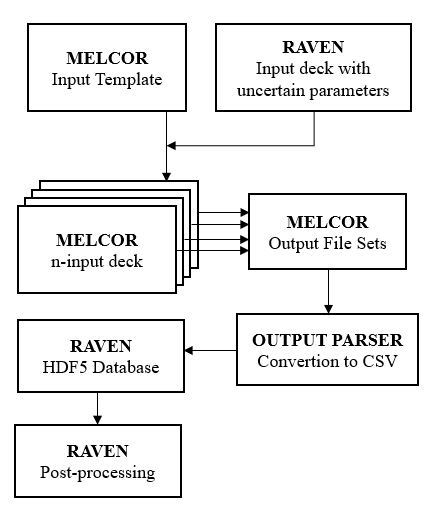 MELCOR
Input Template
RAVEN
Input deck with
uncertain parameters
MELCOR
n-input deck
MELCOR
Output File Sets
OUTPUT PARSER
Convertion to CSV
RAVEN
HDF5 Database
RAVEN
Post-processing